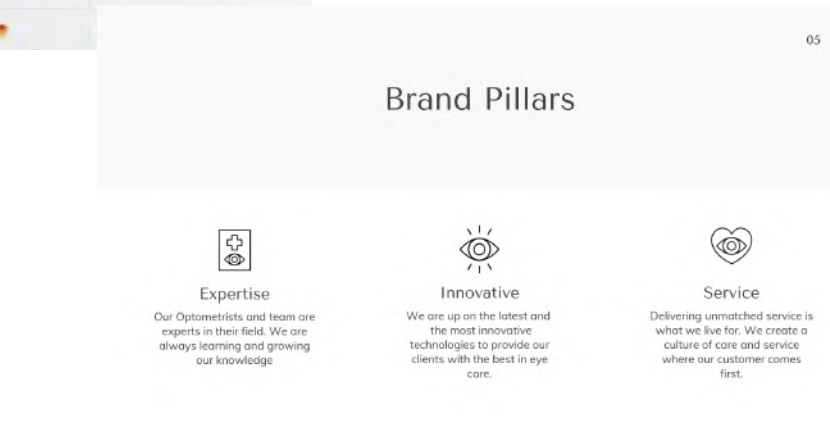 05
Brand Pillars
Expertise
Our Optometrists and team are
experts in their field. We are
always learning and growing
our knowledge
Innovative
We are up on the latest and
the most innovative
technologies to provide our
clients with the best in eye
care.
Service
Delivering unmatched service is
what we live for. We create a
culture of care and service
where our customer comes
first.